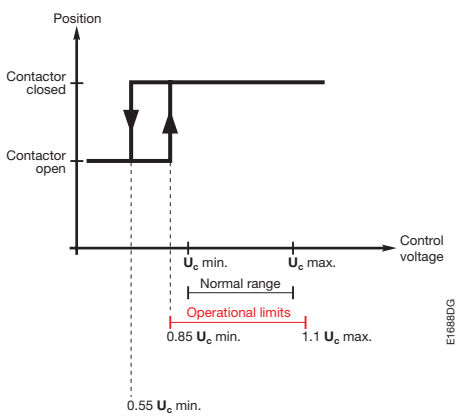 Position
Contactor
closed
Contactor
open
Control
voltage
Uc min.
Uc max.
Normal range
Operational limits
0.85 Uc min.
1.1 Uc max.
0.55 Uc min.
E1688DG